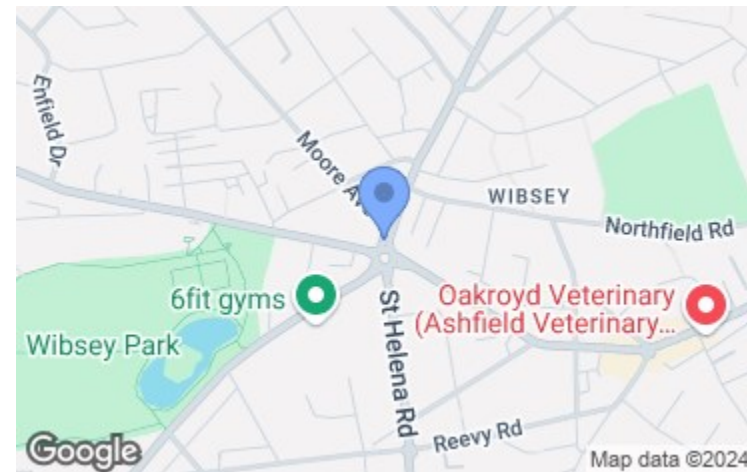 Enfield Dr
Moore Ave
WIBSEY
Northfield Rd
6fit gyms
Oakroyd Veterinary
(Ashfield Veterinary...
St Helena Rd
Wibsey Park
Reevy Rd
Google
Map data ©2024